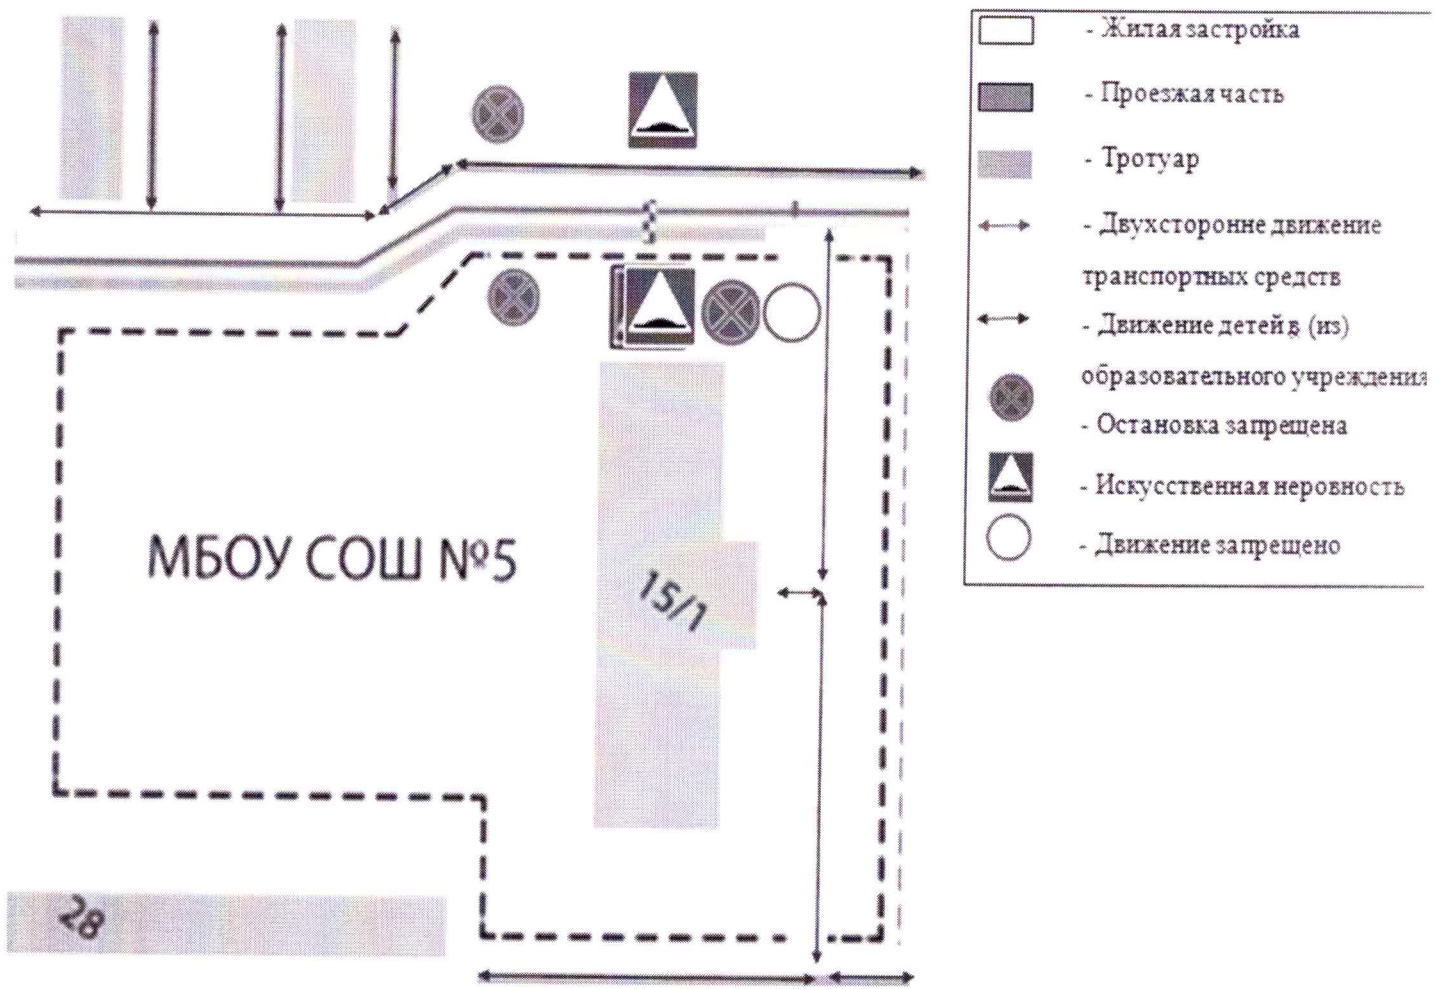 - Жилая застройка
- Проезжая часть
- Тротуар
- Двухсторонне движение
транспортных средств
- Движение детей в (из)
образовательного учреждения
- Остановка запрещена
- Искусственная неровность
- Движение запрещено
МБОУ СОШ №5
15/1
28